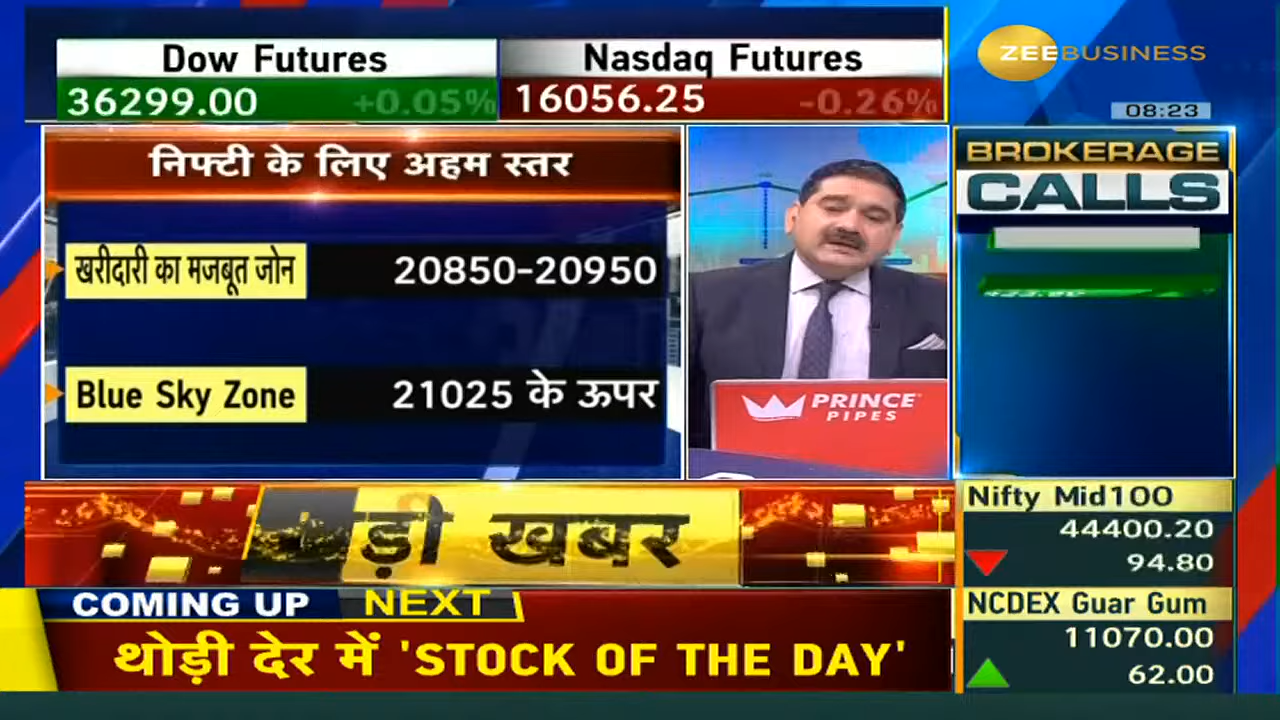 Dow Futures
36299.00 +0.05%
Nasdaq Futures
16056.25 -0.26%
ZEEBUSINESS
08:23
निफ्टी के लिए अहम स्तर
खरीदारी का मजबूत जोन 20850-20950
Blue Sky Zone 21025 के ऊपर
PRINCE
PIPES
BROKERAGE
CALLS
खबर
Nifty Mid100
44400.20
94.80
NCDEX Guar Gum
11070.00
62.00
COMING UP NEXT
थोड़ी देर में 'STOCK OF THE DAY'